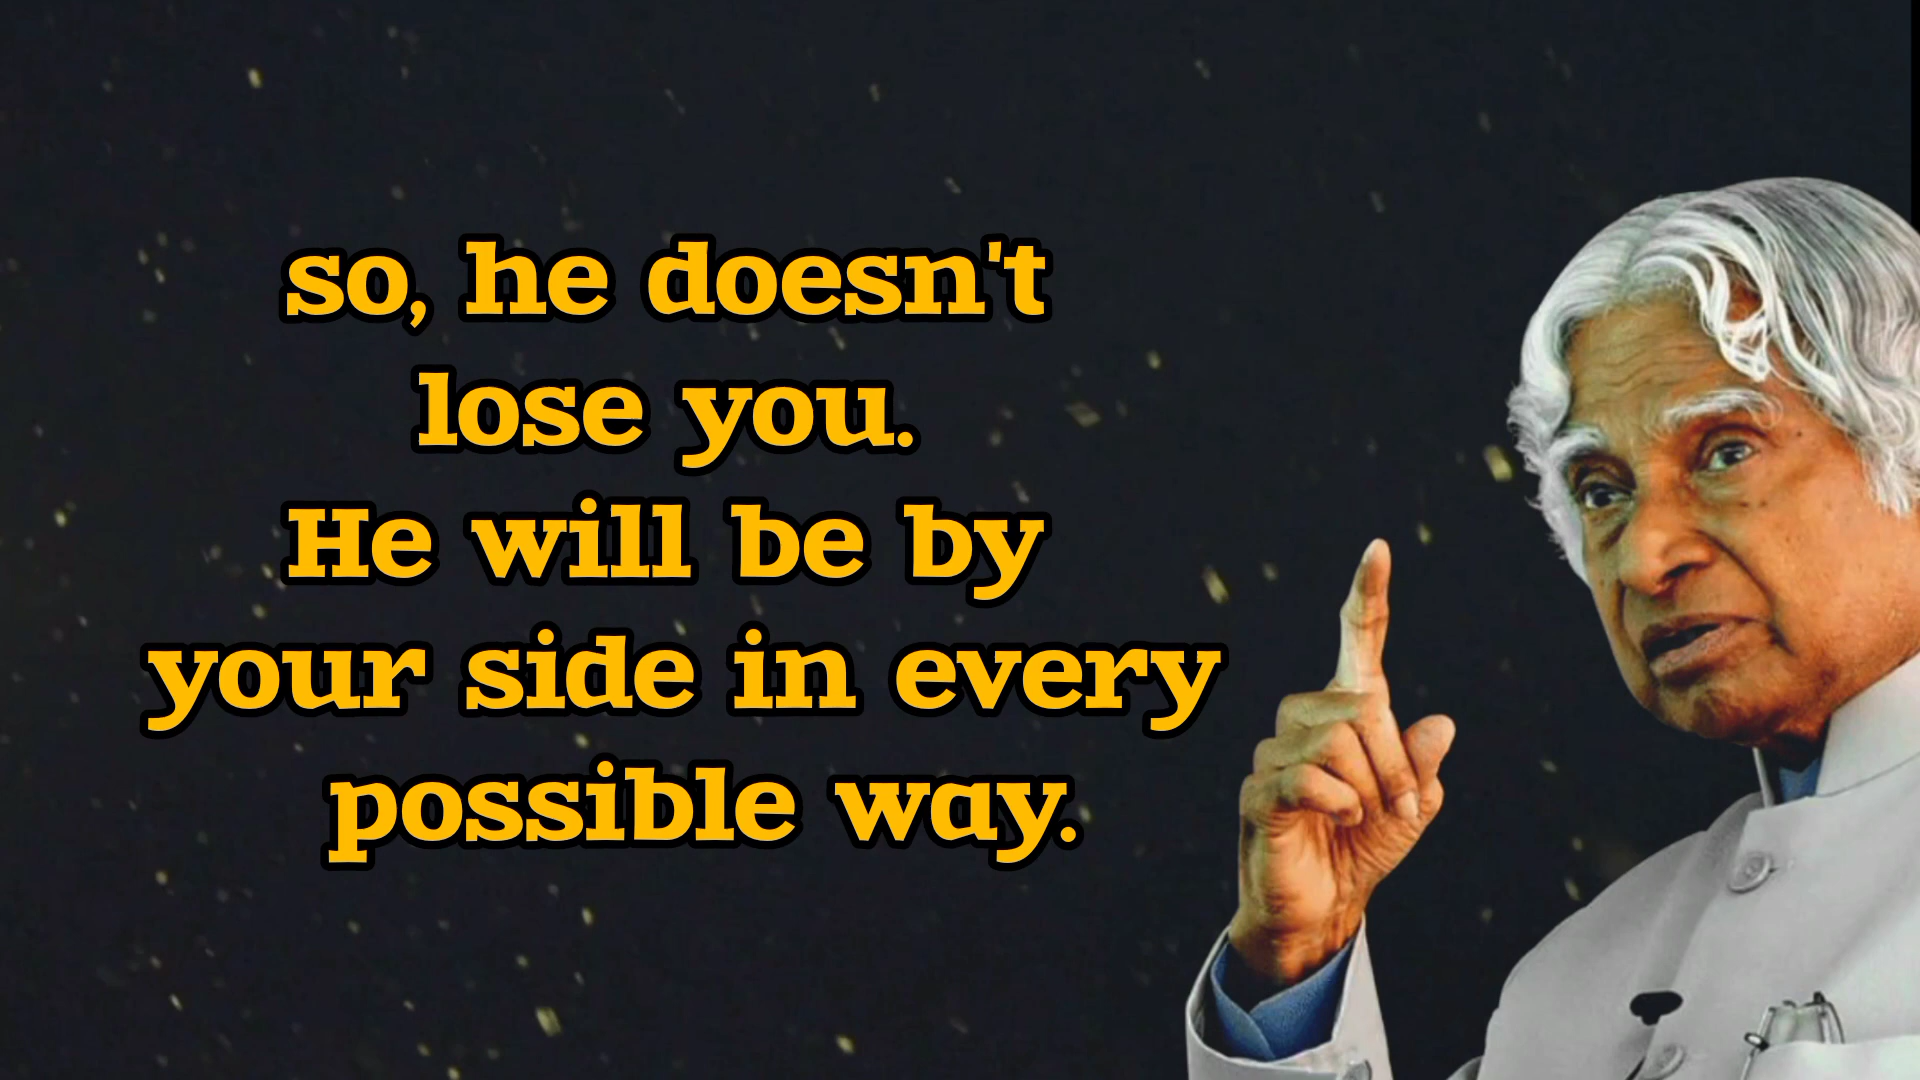 so, he doesn't
lose you.
He will be by
your side in every
possible way.